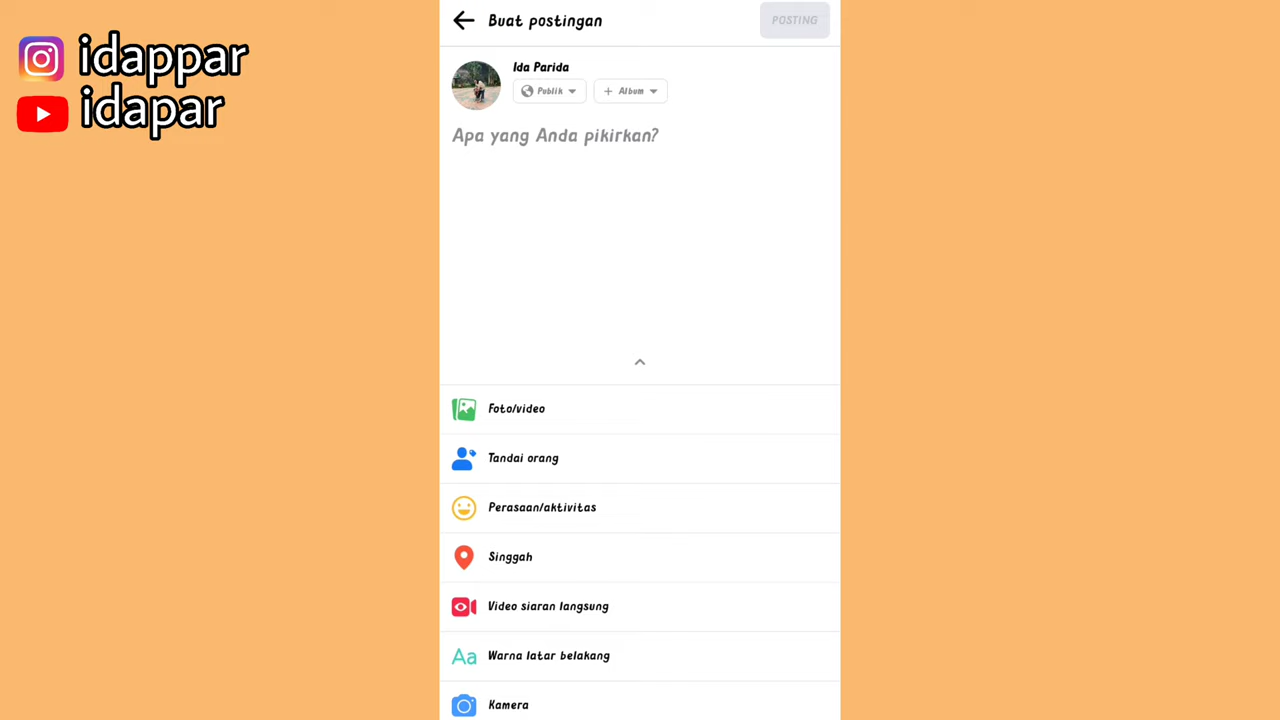 idappar
idapar
Buat postingan
POSTING
Ida Parida
Publik
+ Album
Apa yang Anda pikirkan?
Foto/video
Tandai orang
Perasaan/aktivitas
Singgah
Video siaran langsung
Aa Warna latar belakang
Kamera